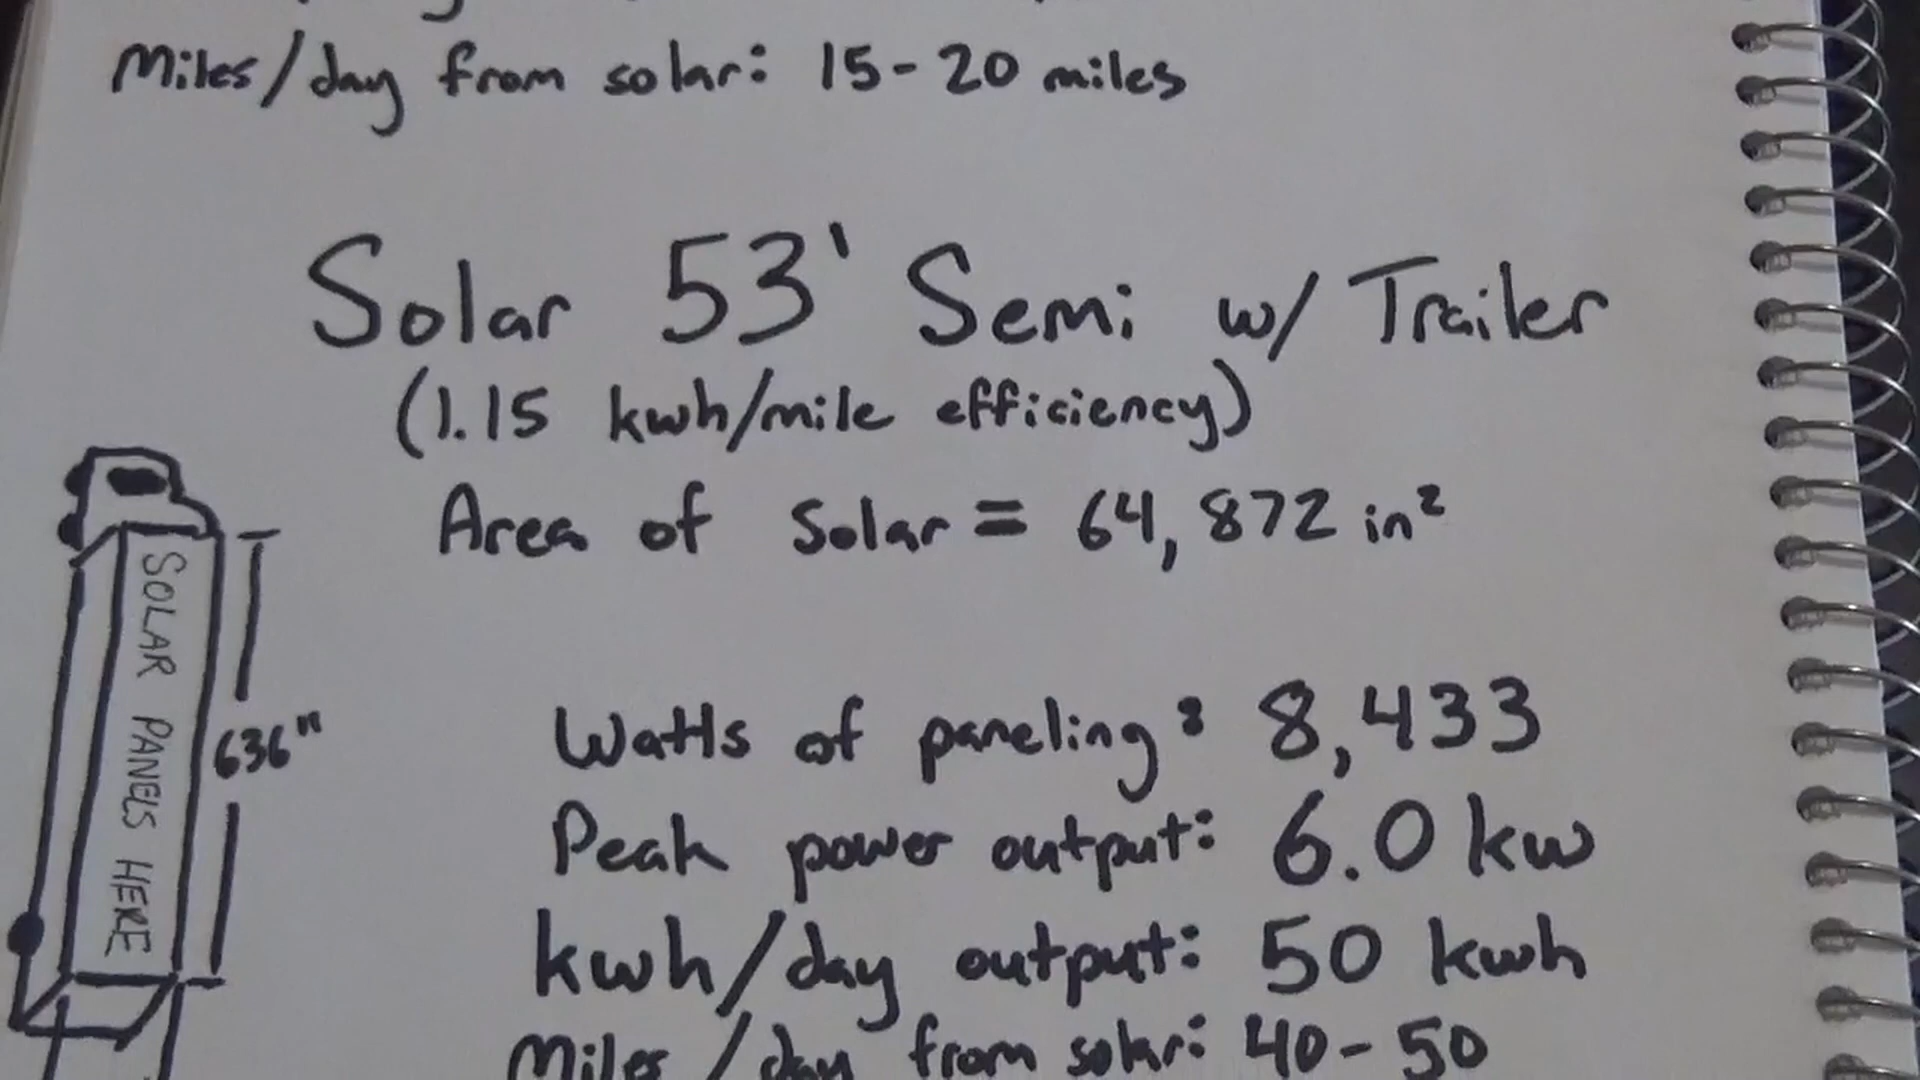 Miles/day from solar: 15-20 miles
Solar 53' Semi w/ Trailer
(1.15 kwh/mile efficiency)
Area of Solar = 64,872 in²
SOLAR PANELS HERE
636"
Watts of paneling: 8,433
Peak power output: 6.0 kw
kwh/day output: 50 kwh
Miles/day from solar: 40-50